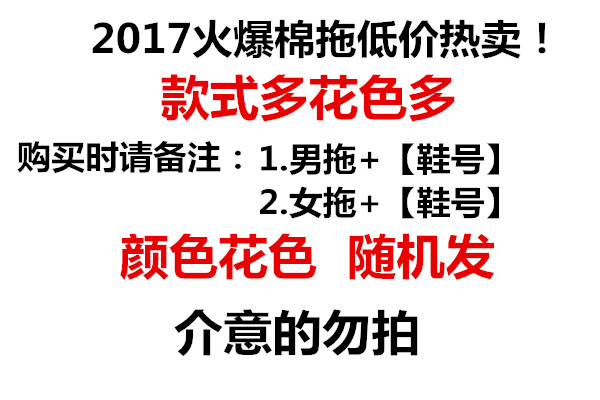 2017火爆棉拖低价热卖！
款式多花色多
购买时请备注：1.男拖+【鞋号】
2.女拖+【鞋号】
颜色花色 随机发
介意的勿拍